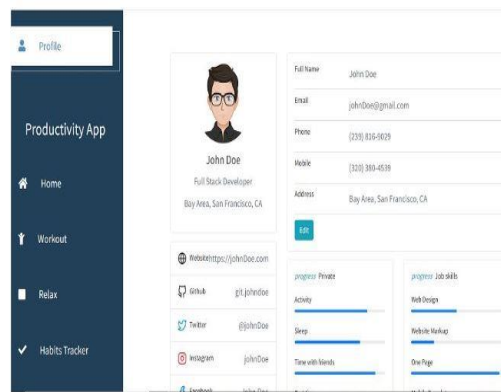 Profile
Productivity App
Home
Workout
Relax
Habits Tracker
John Doe
Full Stack Developer
Bay Area, San Francisco, CA
Website https://johnDoe.com
Github git.johndoe
Twitter @johnDoe
Instagram johnDoe
Facebook John Doe
Full Name John Doe
Email johnDoe@gmail.com
Phone (239) 816-9029
Mobile (320) 380-4539
Address Bay Area, San Francisco, CA
Edit
progress Private
Activity
Sleep
Time with friends
progress Job skills
Web Design
Website Markup
One Page